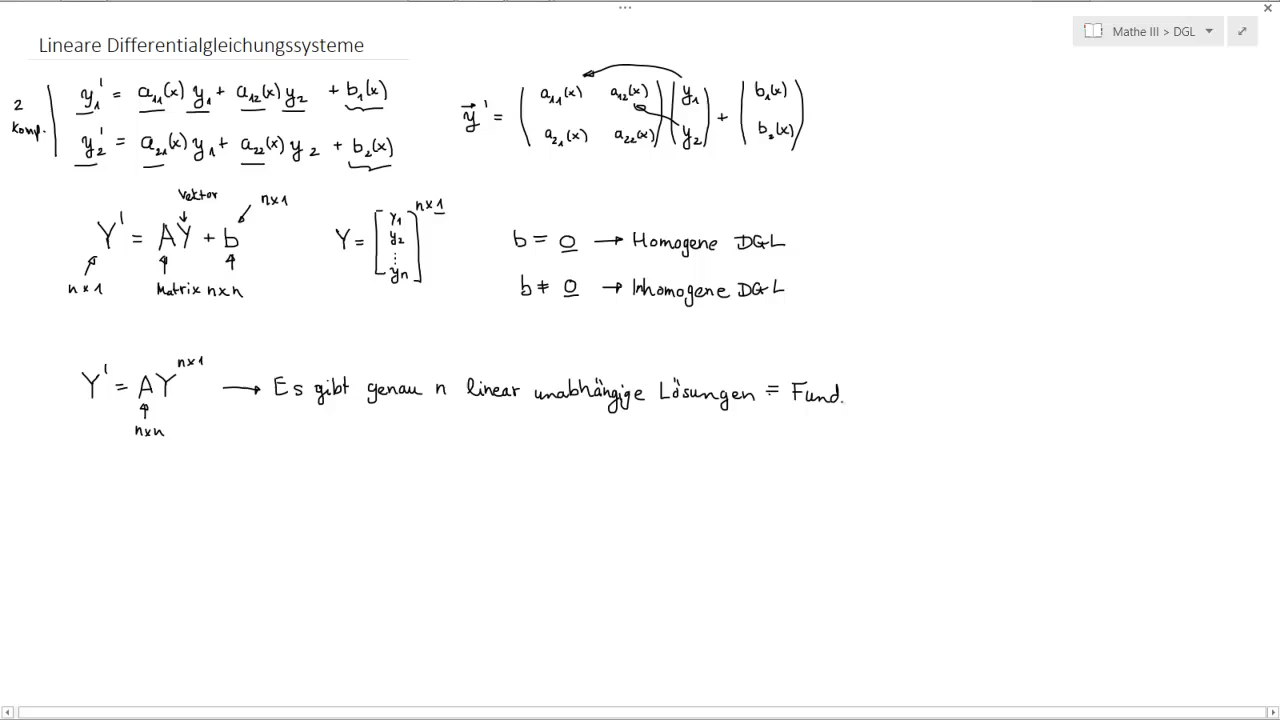 Lineare Differentialgleichungssysteme
Mathe III > DGL
2 Komp.
y₁' = a₁₁(x) y₁ + a₁₂(x) y₂ + b₁(x)
y₂' = a₂₁(x) y₁ + a₂₂(x) y₂ + b₂(x)
y⃗' = ( a₁₁(x) a₁₂(x) ) ( y₁ ) + ( b₁(x) )
( a₂₁(x) a₂₂(x) ) ( y₂ ) ( b₂(x) )
Vektor
n×1
Y' = AY + b
n×1
Matrix n×n
Y = [ y₁ y₂ ⋮ yn ] n×1
b = 0 → Homogene DGL
b ≠ 0 → Inhomogene DGL
Y' = AY n×1 → Es gibt genau n linear unabhängige Lösungen = Fund.
n×n